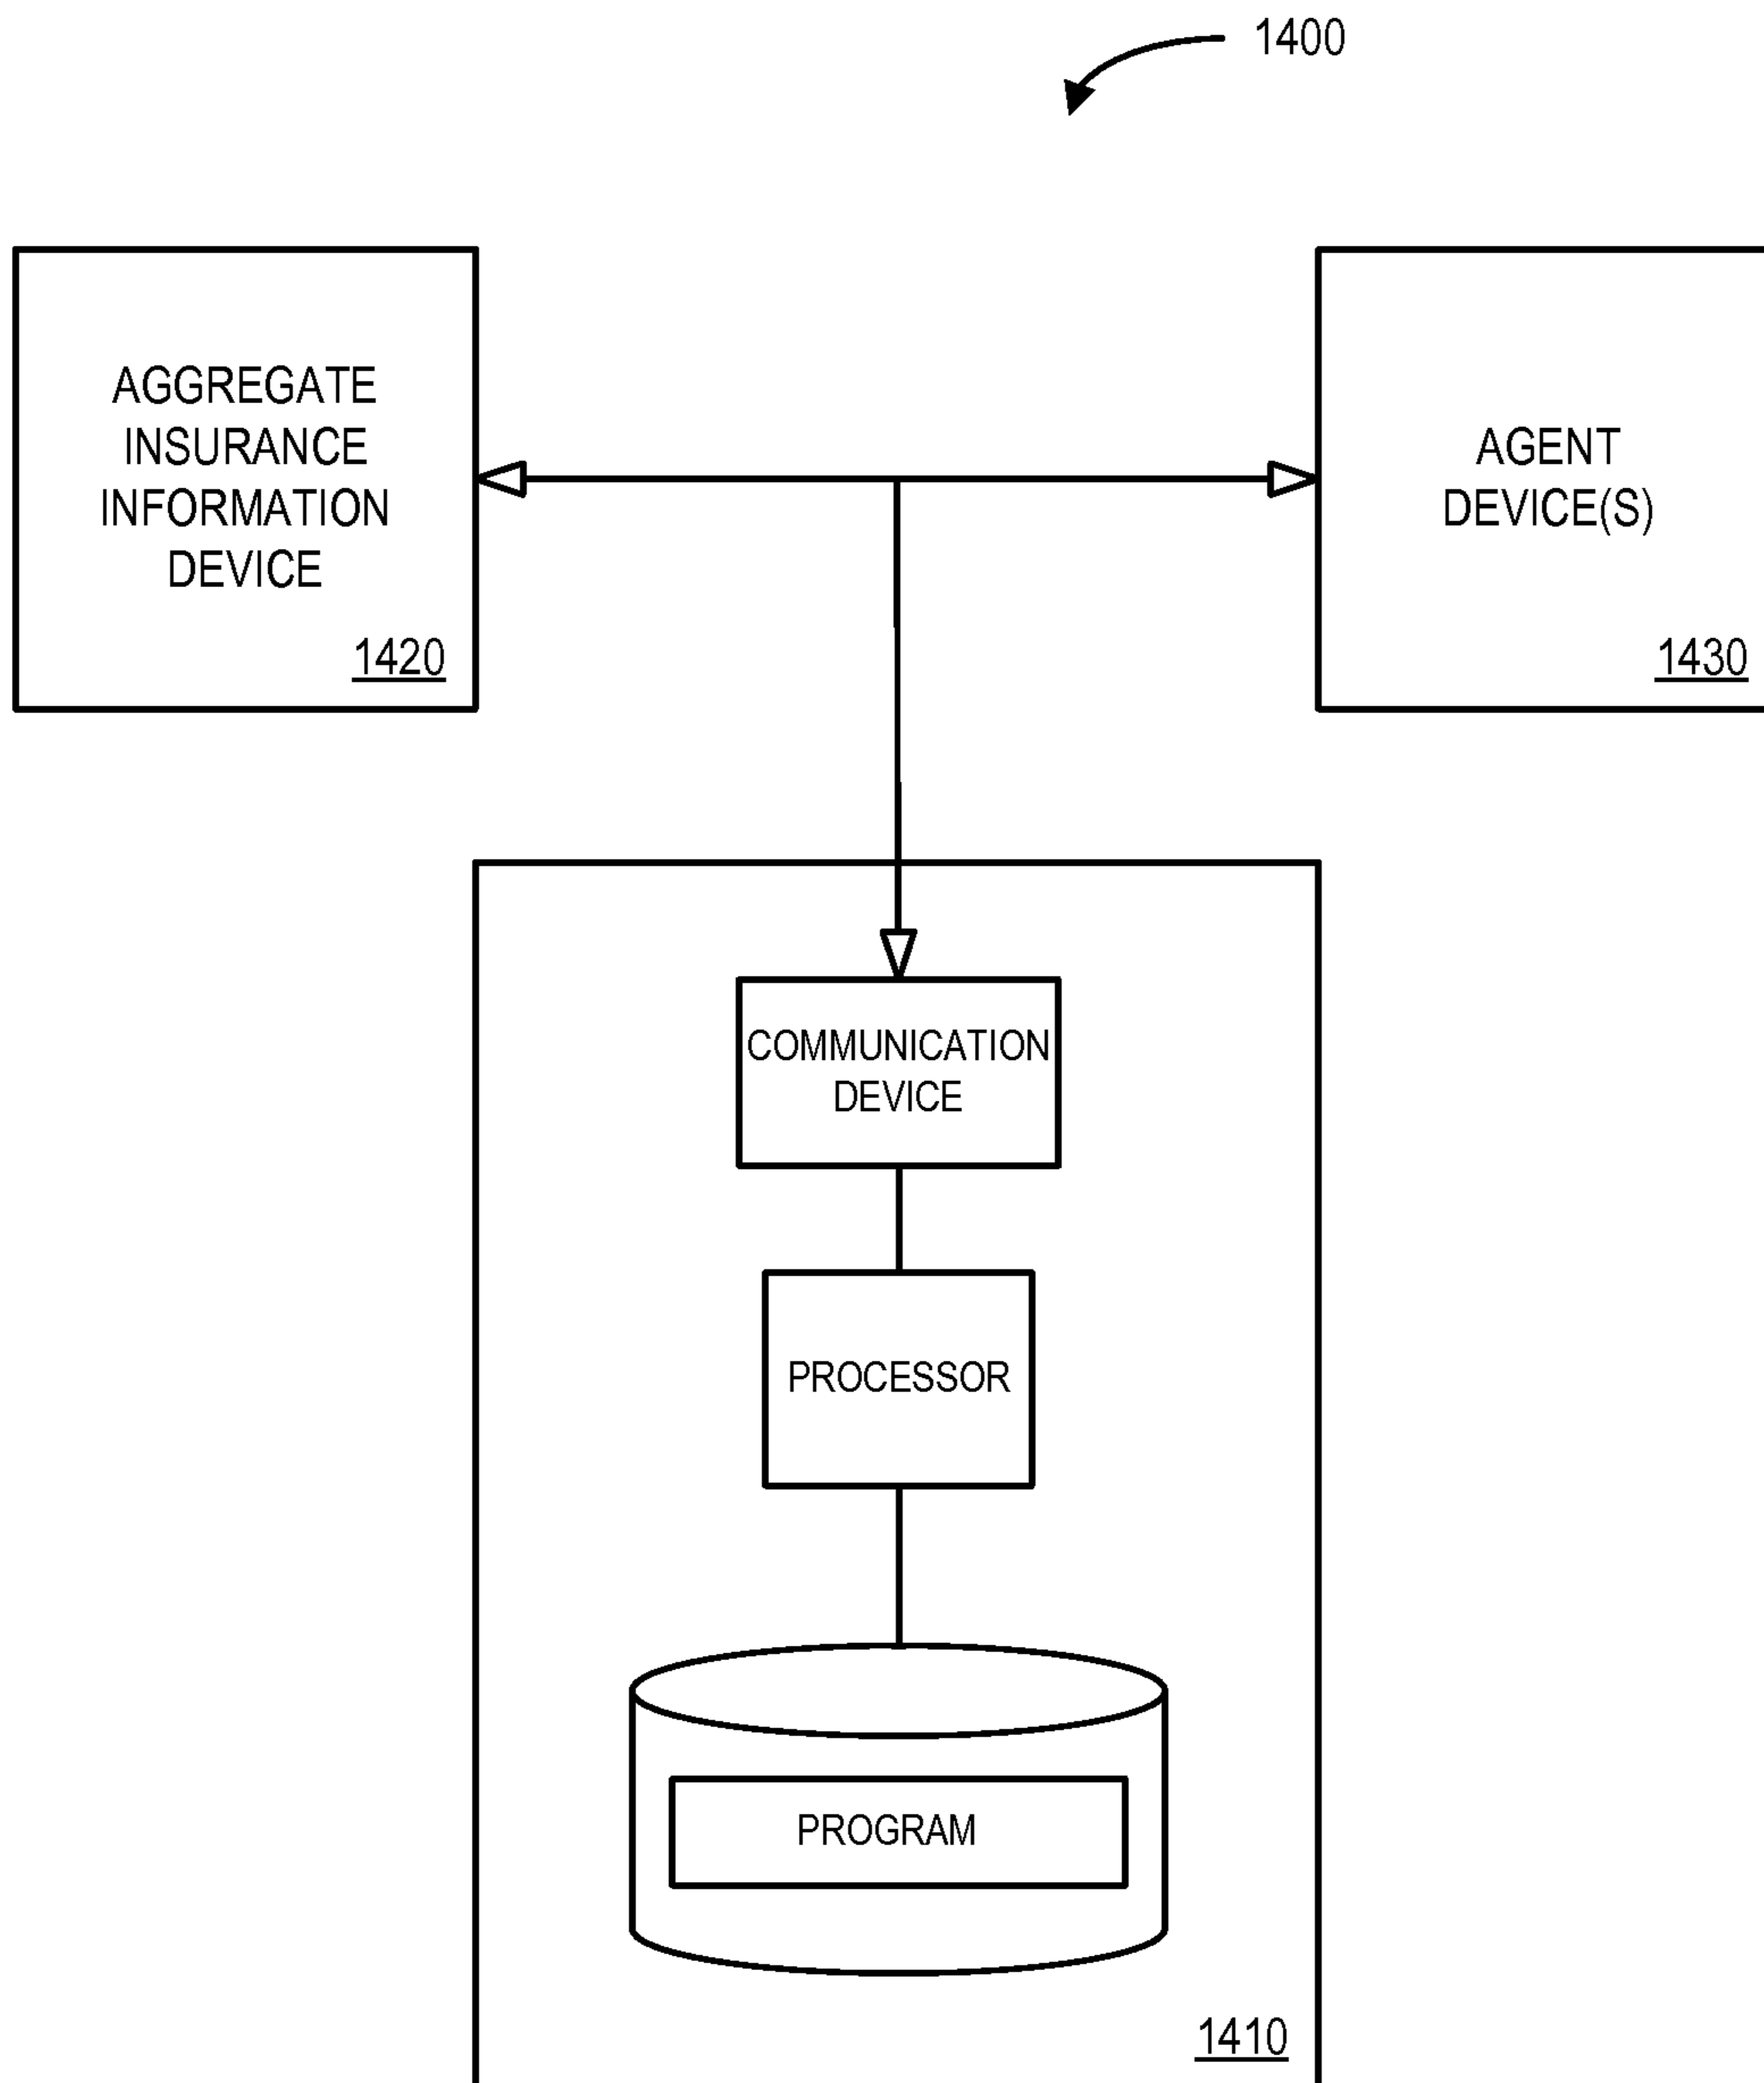 1400
AGGREGATE
INSURANCE
INFORMATION
DEVICE
1420
AGENT
DEVICE(S)
1430
COMMUNICATION
DEVICE
PROCESSOR
PROGRAM
1410